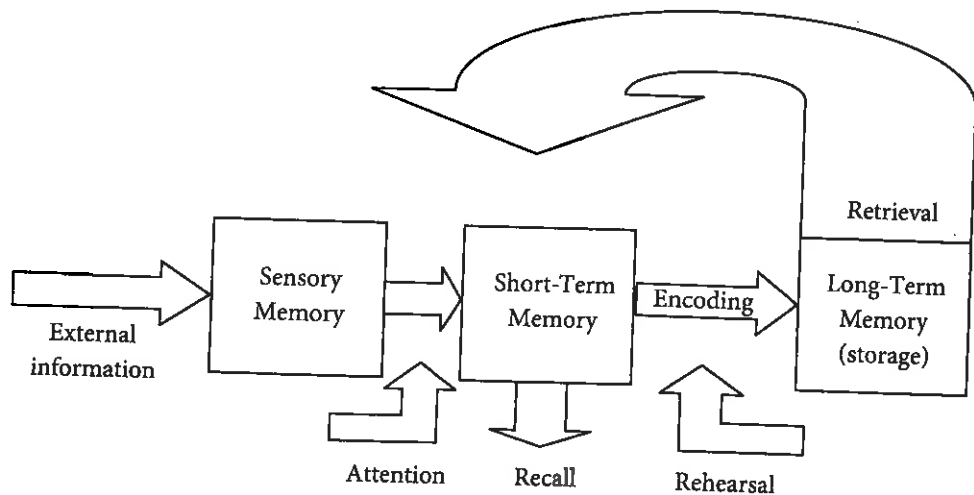 Retrieval
Sensory
Memory
Short-Term
Memory
Encoding
Long-Term
Memory
(storage)
External
information
Attention
Recall
Rehearsal